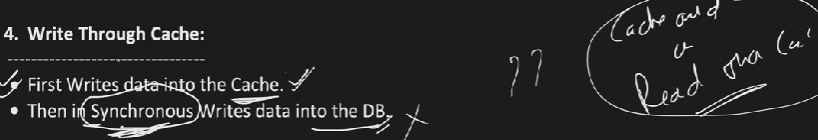 4. Write Through Cache:
--------------------------------
• First Writes data into the Cache.
• Then in Synchronous Writes data into the DB.
??
Cache and
Read